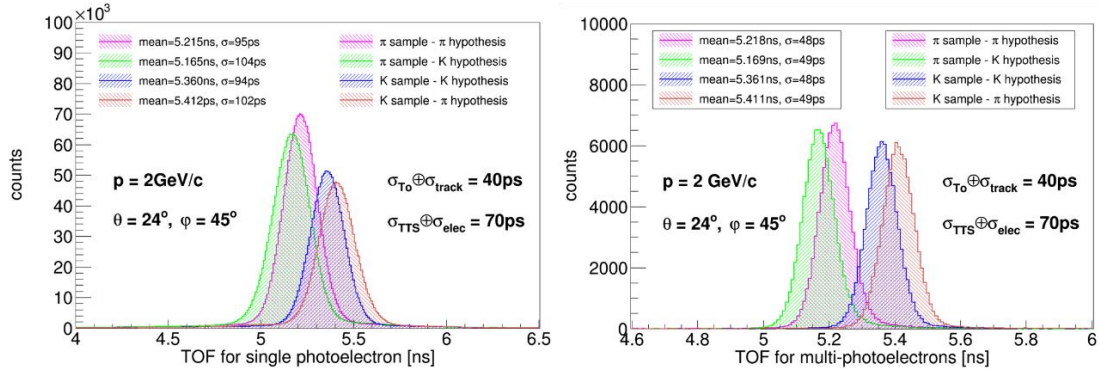 ×10³
100
90
80
70
60
50
40
30
20
10
0
counts
mean=5.215ns, σ=95ps
π sample - π hypothesis
mean=5.165ns, σ=104ps
π sample - K hypothesis
mean=5.360ns, σ=94ps
K sample - K hypothesis
mean=5.412ps, σ=102ps
K sample - π hypothesis
p = 2GeV/c
σTo⊕σtrack = 40ps
θ = 24°, φ = 45°
σTTS⊕σelec = 70ps
4 4.5 5 5.5 6 6.5
TOF for single photoelectron [ns]
10000
8000
6000
4000
2000
0
counts
mean=5.218ns, σ=48ps
π sample - π hypothesis
mean=5.169ns, σ=49ps
π sample - K hypothesis
mean=5.361ns, σ=48ps
K sample - K hypothesis
mean=5.411ns, σ=49ps
K sample - π hypothesis
p = 2 GeV/c
σTo⊕σtrack = 40ps
θ = 24°, φ = 45°
σTTS⊕σelec = 70ps
4.6 4.8 5 5.2 5.4 5.6 5.8 6
TOF for multi-photoelectrons [ns]